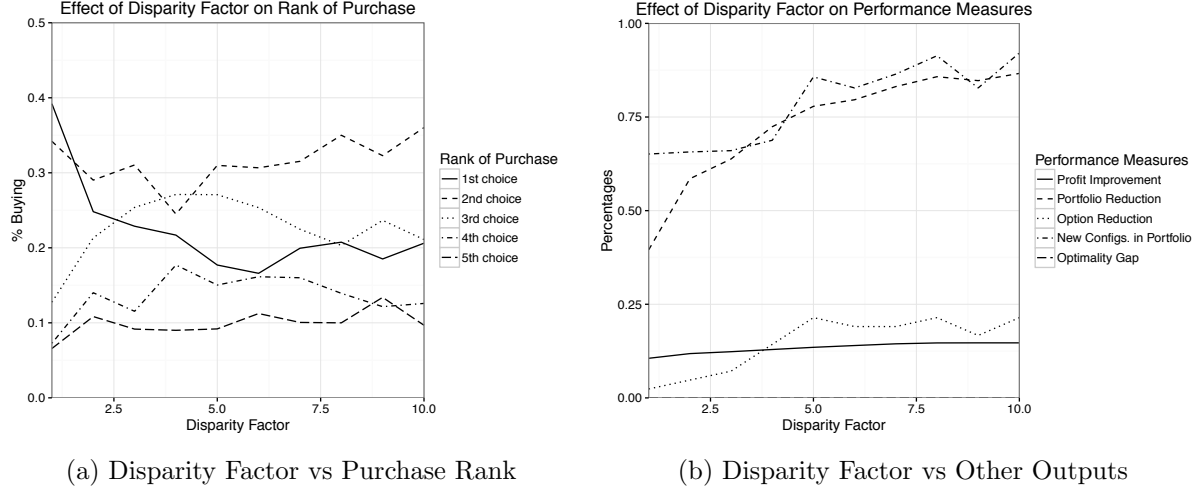 Effect of Disparity Factor on Rank of Purchase
0.5
0.4
0.3
0.2
0.1
0.0
% Buying
2.5
5.0
7.5
10.0
Disparity Factor
Rank of Purchase
1st choice
2nd choice
3rd choice
4th choice
5th choice
(a) Disparity Factor vs Purchase Rank
Effect of Disparity Factor on Performance Measures
1.00
0.75
0.50
0.25
0.00
Percentages
2.5
5.0
7.5
10.0
Disparity Factor
Performance Measures
Profit Improvement
Portfolio Reduction
Option Reduction
New Configs. in Portfolio
Optimality Gap
(b) Disparity Factor vs Other Outputs